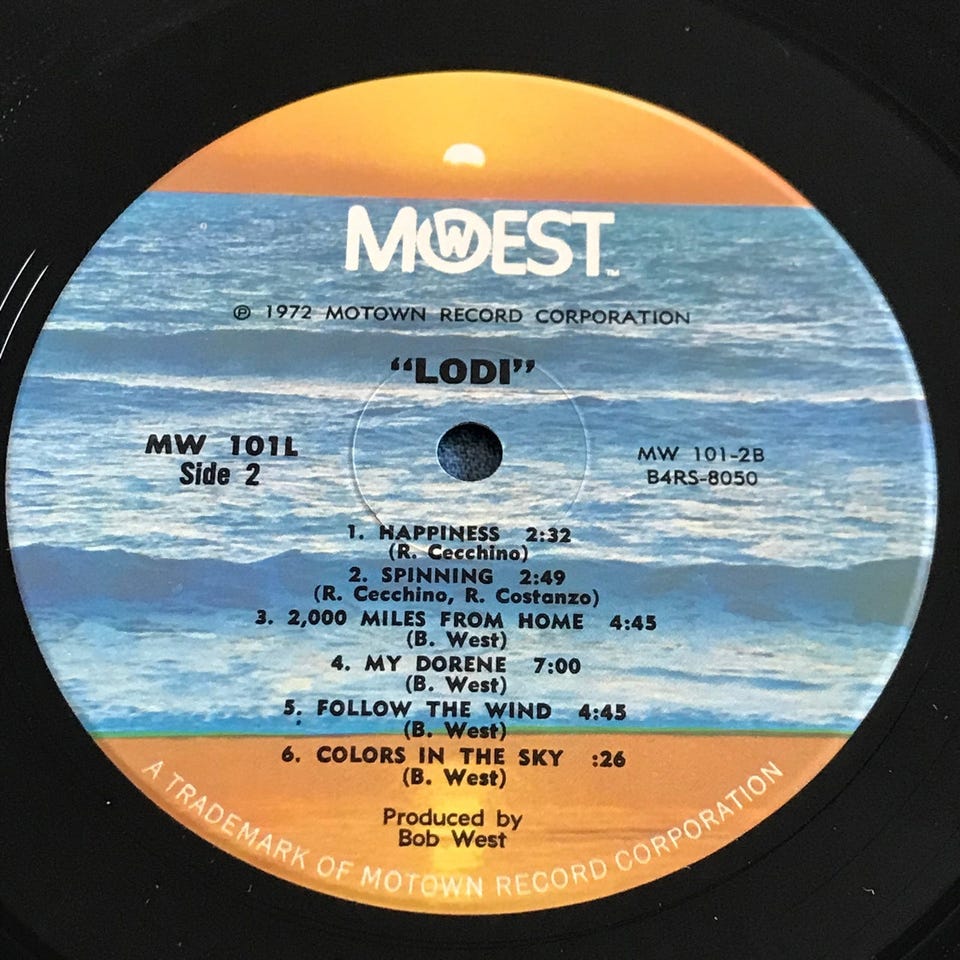 MOWEST™
℗ 1972 MOTOWN RECORD CORPORATION
“LODI”
MW 101L
Side 2
MW 101-2B
B4RS-8050
1. HAPPINESS 2:32
(R. Cecchino)
2. SPINNING 2:49
(R. Cecchino, R. Costanzo)
3. 2,000 MILES FROM HOME 4:45
(B. West)
4. MY DORENE 7:00
(B. West)
5. FOLLOW THE WIND 4:45
(B. West)
6. COLORS IN THE SKY :26
(B. West)
Produced by
Bob West
A TRADEMARK OF MOTOWN RECORD CORPORATION